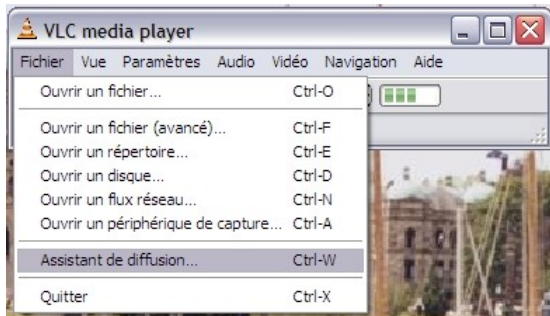 VLC media player
Fichier Vue Paramètres Audio Vidéo Navigation Aide
Ouvrir un fichier... Ctrl-O
Ouvrir un fichier (avancé)... Ctrl-F
Ouvrir un répertoire... Ctrl-E
Ouvrir un disque... Ctrl-D
Ouvrir un flux réseau... Ctrl-N
Ouvrir un périphérique de capture... Ctrl-A
Assistant de diffusion... Ctrl-W
Quitter Ctrl-X